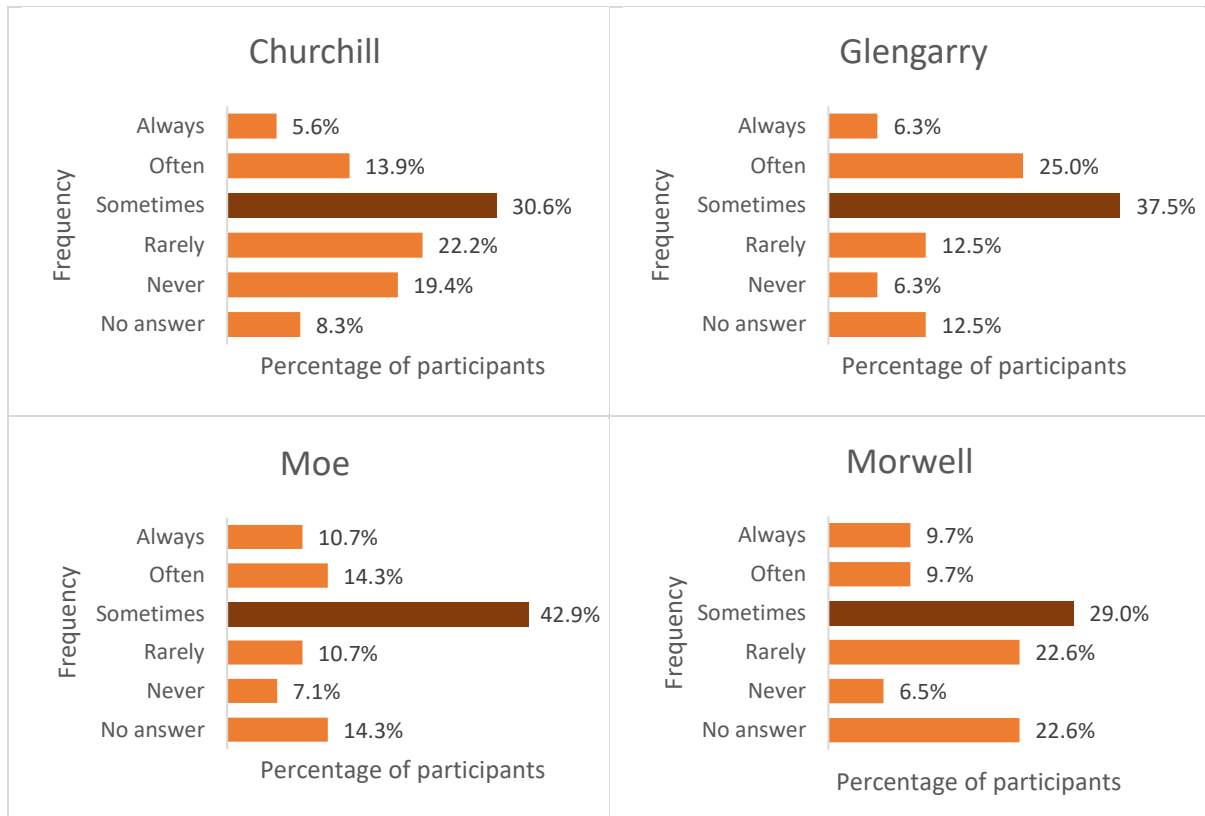 Churchill
Frequency
Always 5.6%
Often 13.9%
Sometimes 30.6%
Rarely 22.2%
Never 19.4%
No answer 8.3%
Percentage of participants
Glengarry
Frequency
Always 6.3%
Often 25.0%
Sometimes 37.5%
Rarely 12.5%
Never 6.3%
No answer 12.5%
Percentage of participants
Moe
Frequency
Always 10.7%
Often 14.3%
Sometimes 42.9%
Rarely 10.7%
Never 7.1%
No answer 14.3%
Percentage of participants
Morwell
Frequency
Always 9.7%
Often 9.7%
Sometimes 29.0%
Rarely 22.6%
Never 6.5%
No answer 22.6%
Percentage of participants